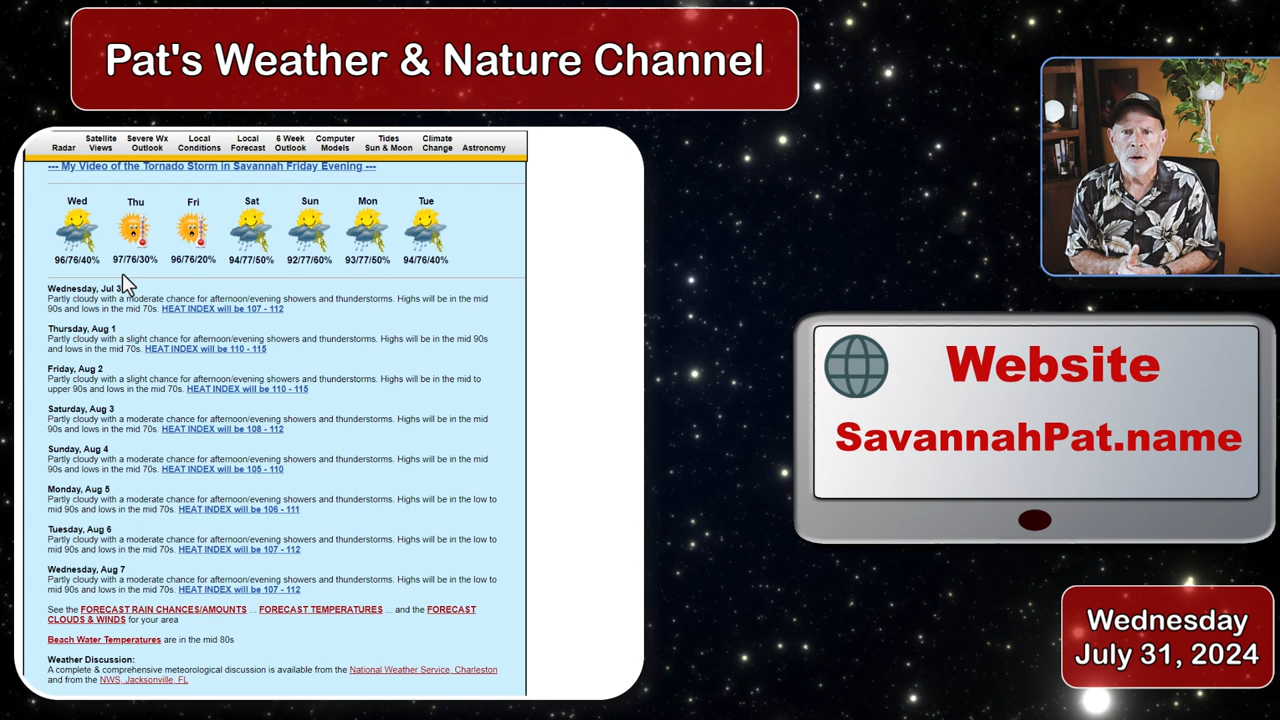 Pat's Weather & Nature Channel
Radar
Satellite Views
Severe Wx Outlook
Local Conditions
Local Forecast
6 Week Outlook
Computer Models
Tides Sun & Moon
Climate Change
Astronomy
--- My Video of the Tornado Storm in Savannah Friday Evening ---
Wed Thu Fri Sat Sun Mon Tue
96/76/40% 97/76/30% 96/76/20% 94/77/50% 92/77/60% 93/77/50% 94/76/40%
Wednesday, Jul 3
Partly cloudy with a moderate chance for afternoon/evening showers and thunderstorms. Highs will be in the mid
90s and lows in the mid 70s. HEAT INDEX will be 107 - 112
Thursday, Aug 1
Partly cloudy with a slight chance for afternoon/evening showers and thunderstorms. Highs will be in the mid 90s
and lows in the mid 70s. HEAT INDEX will be 110 - 115
Friday, Aug 2
Partly cloudy with a slight chance for afternoon/evening showers and thunderstorms. Highs will be in the mid to
upper 90s and lows in the mid 70s. HEAT INDEX will be 110 - 115
Saturday, Aug 3
Partly cloudy with a moderate chance for afternoon/evening showers and thunderstorms. Highs will be in the mid
90s and lows in the mid 70s. HEAT INDEX will be 108 - 112
Sunday, Aug 4
Partly cloudy with a moderate chance for afternoon/evening showers and thunderstorms. Highs will be in the mid
90s and lows in the mid 70s. HEAT INDEX will be 105 - 110
Monday, Aug 5
Partly cloudy with a moderate chance for afternoon/evening showers and thunderstorms. Highs will be in the low to
mid 90s and lows in the mid 70s. HEAT INDEX will be 106 - 111
Tuesday, Aug 6
Partly cloudy with a moderate chance for afternoon/evening showers and thunderstorms. Highs will be in the low to
mid 90s and lows in the mid 70s. HEAT INDEX will be 107 - 112
Wednesday, Aug 7
Partly cloudy with a moderate chance for afternoon/evening showers and thunderstorms. Highs will be in the low to
mid 90s and lows in the mid 70s. HEAT INDEX will be 107 - 112
See the FORECAST RAIN CHANCES/AMOUNTS ... FORECAST TEMPERATURES ... and the FORECAST
CLOUDS & WINDS for your area
Beach Water Temperatures are in the mid 80s
Weather Discussion:
A complete & comprehensive meteorological discussion is available from the National Weather Service, Charleston
and from the NWS, Jacksonville, FL
Website
SavannahPat.name
Wednesday
July 31, 2024